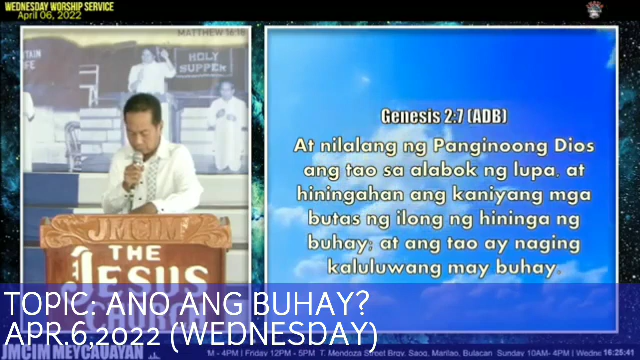 WEDNESDAY WORSHIP SERVICE
April 06, 2022
MATTHEW 16:18
HOLY
SUPPER
JMCIM
THE
JESUS
Genesis 2:7 (ADB)
At nilalang ng Panginoong Dios
ang tao sa alabok ng lupa. at
hiningahan ang kaniyang mga
butas ng ilong ng hininga ng
buhay; at ang tao ay naging
kaluluwang may buhay.
TOPIC: ANO ANG BUHAY?
APR.6,2022 (WEDNESDAY)
JMCIM MEYCAUAYAN
PM - 4PM | Friday 12PM - 5PM T. Mendoza Street Brgy. Saog, Marilao, Bulacan Sunday 10AM- 4PM | Wedne 16:25:4